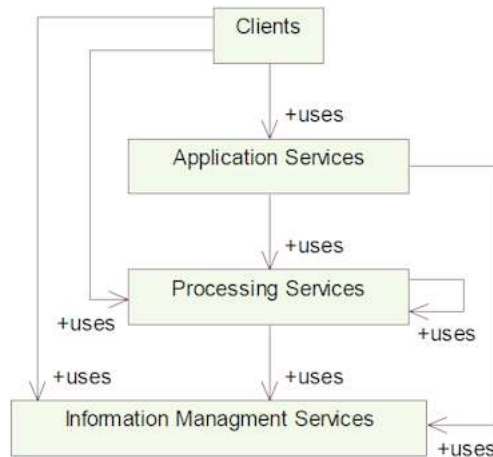 Clients
+uses
Application Services
+uses
Processing Services
+uses
+uses
+uses
+uses
Information Managment Services
+uses